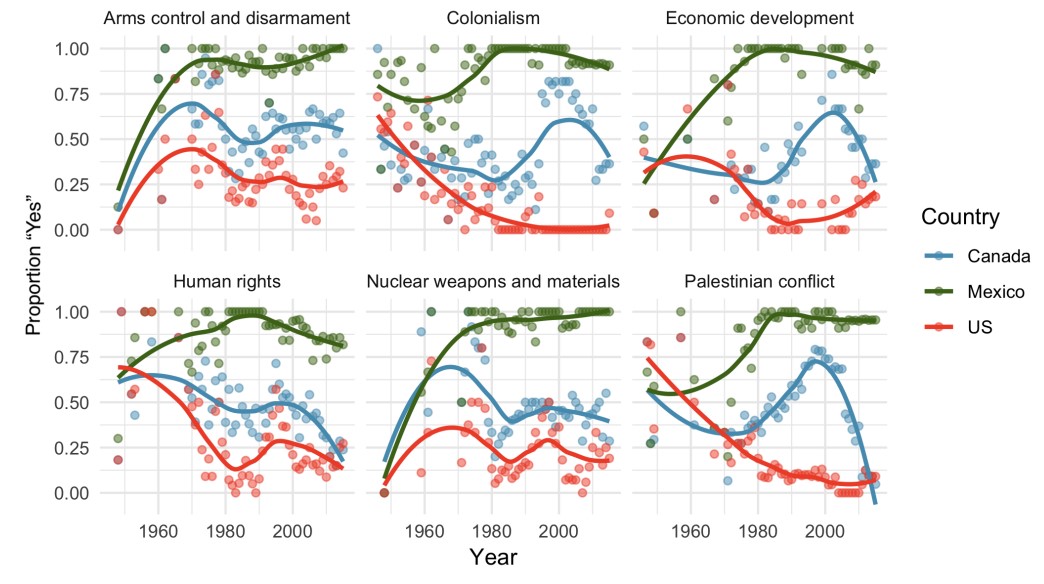 Arms control and disarmament
Colonialism
Economic development
1.00
0.75
0.50
0.25
0.00
Human rights
Nuclear weapons and materials
Palestinian conflict
1.00
0.75
0.50
0.25
0.00
1960 1980 2000
1960 1980 2000
1960 1980 2000
Year
Proportion “Yes”
Country
Canada
Mexico
US